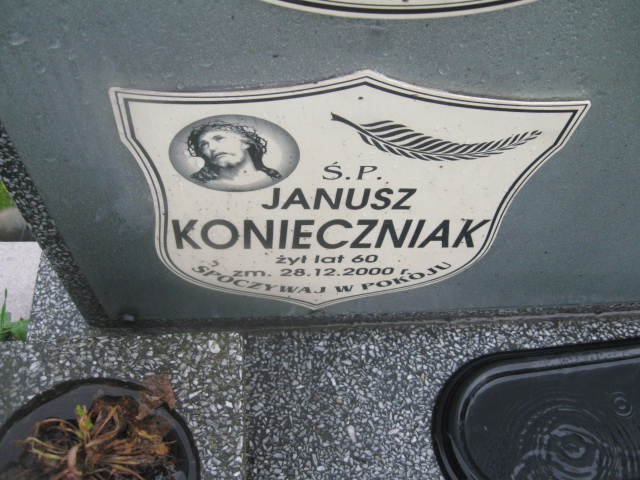 Ś.P.
JANUSZ
KONIECZNIAK
żył lat 60
zm. 28.12.2000 r.
SPOCZYWAJ W POKOJU